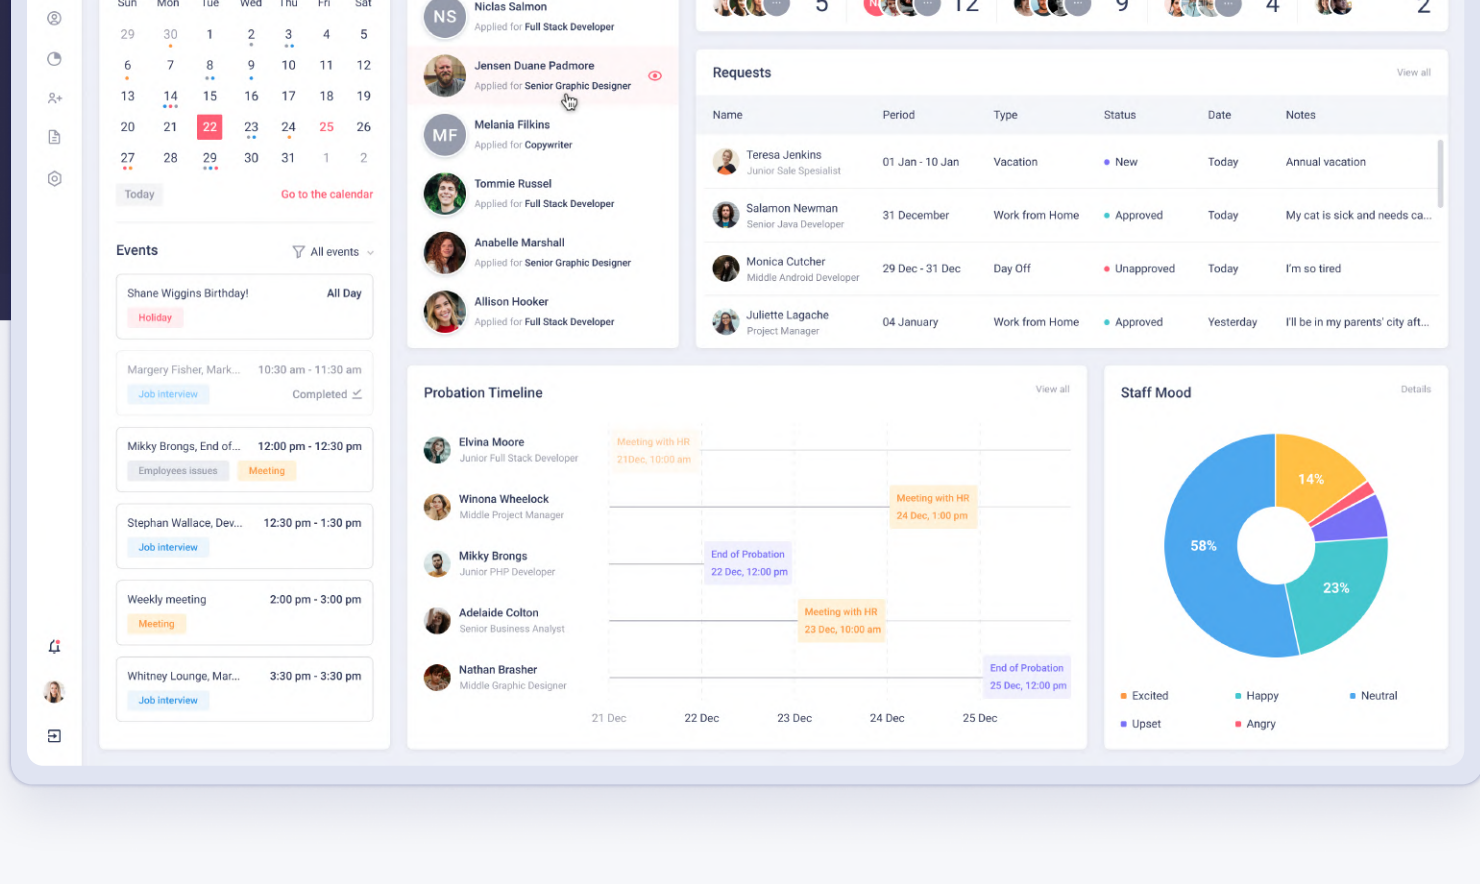 Sun Mon Tue Wed Thu Fri Sat
29 30 1 2 3 4 5
6 7 8 9 10 11 12
13 14 15 16 17 18 19
20 21 22 23 24 25 26
27 28 29 30 31 1 2
Today Go to the calendar
Events All events
Shane Wiggins Birthday! All Day
Holiday
Margery Fisher, Mark... 10:30 am - 11:30 am
Job interview Completed
Mikky Brongs, End of... 12:00 pm - 12:30 pm
Employees issues Meeting
Stephan Wallace, Dev... 12:30 pm - 1:30 pm
Job interview
Weekly meeting 2:00 pm - 3:00 pm
Meeting
Whitney Lounge, Mar... 3:30 pm - 3:30 pm
Job interview
NS
Niclas Salmon
Applied for Full Stack Developer
Jensen Duane Padmore
Applied for Senior Graphic Designer
MF
Melania Filkins
Applied for Copywriter
Tommie Russel
Applied for Full Stack Developer
Anabelle Marshall
Applied for Senior Graphic Designer
Allison Hooker
Applied for Full Stack Developer
5 12 9 4 2
Requests View all
Name Period Type Status Date Notes
Teresa Jenkins
Junior Sale Spesialist
01 Jan - 10 Jan Vacation New Today Annual vacation
Salamon Newman
Senior Java Developer
31 December Work from Home Approved Today My cat is sick and needs ca...
Monica Cutcher
Middle Android Developer
29 Dec - 31 Dec Day Off Unapproved Today I'm so tired
Juliette Lagache
Project Manager
04 January Work from Home Approved Yesterday I'll be in my parents' city aft...
Probation Timeline View all
Elvina Moore
Junior Full Stack Developer
Meeting with HR
21Dec, 10:00 am
Winona Wheelock
Middle Project Manager
Meeting with HR
24 Dec, 1:00 pm
Mikky Brongs
Junior PHP Developer
End of Probation
22 Dec, 12:00 pm
Adelaide Colton
Senior Business Analyst
Meeting with HR
23 Dec, 10:00 am
Nathan Brasher
Middle Graphic Designer
End of Probation
25 Dec, 12:00 pm
21 Dec 22 Dec 23 Dec 24 Dec 25 Dec
Staff Mood Details
14%
58%
23%
Excited Happy Neutral
Upset Angry